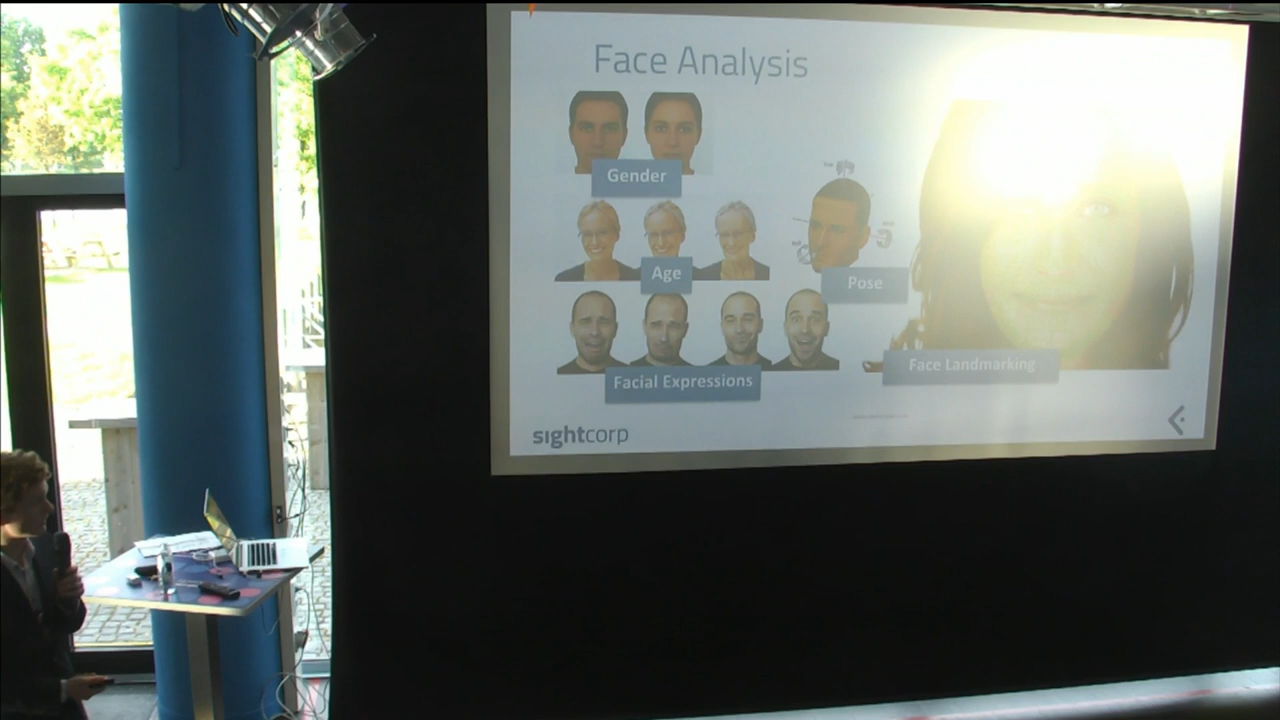 Face Analysis
Gender
Age
Pose
Facial Expressions
Face Landmarking
sightcorp